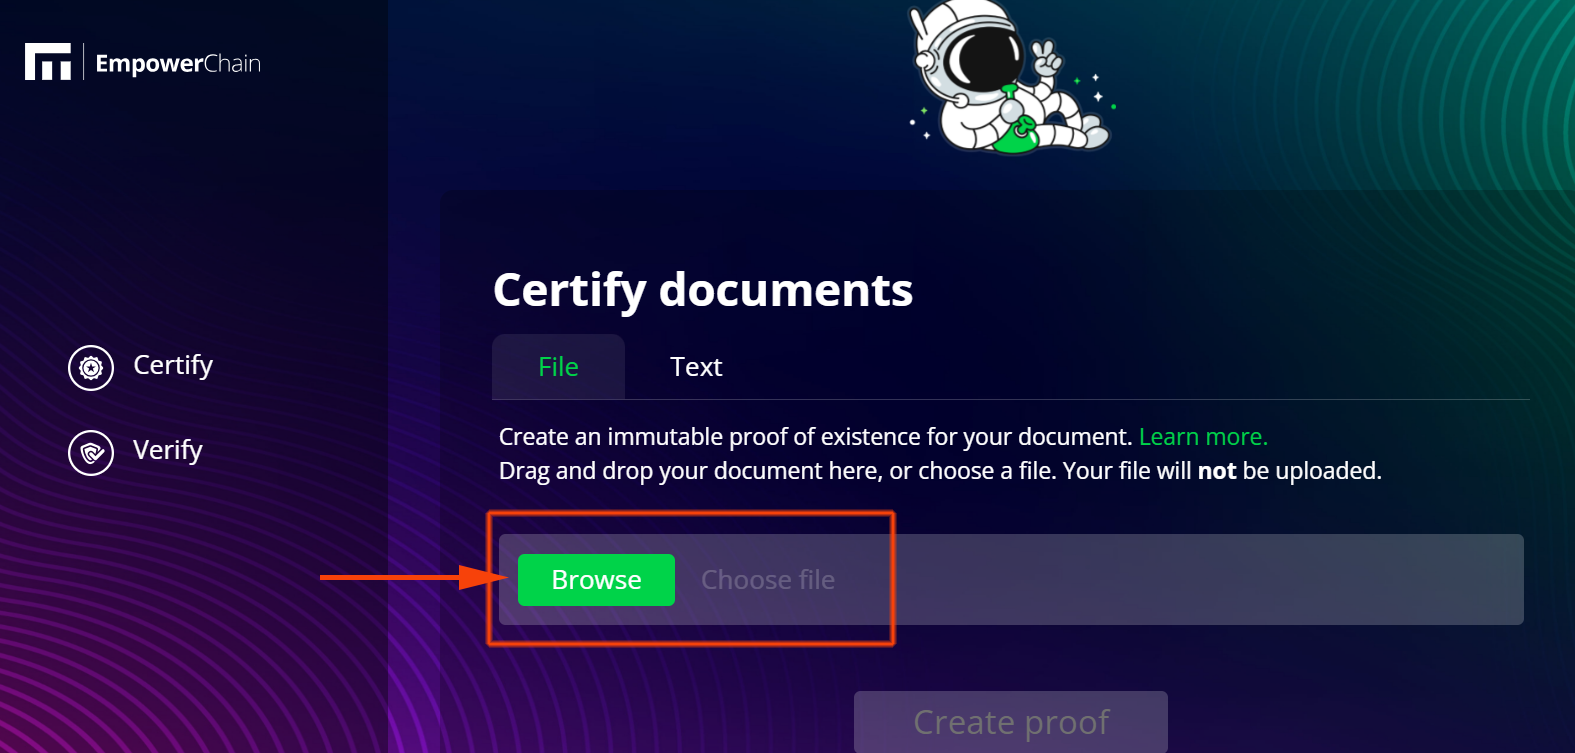 EmpowerChain
Certify
Verify
Certify documents
File
Text
Create an immutable proof of existence for your document. Learn more.
Drag and drop your document here, or choose a file. Your file will not be uploaded.
Browse
Choose file
Create proof